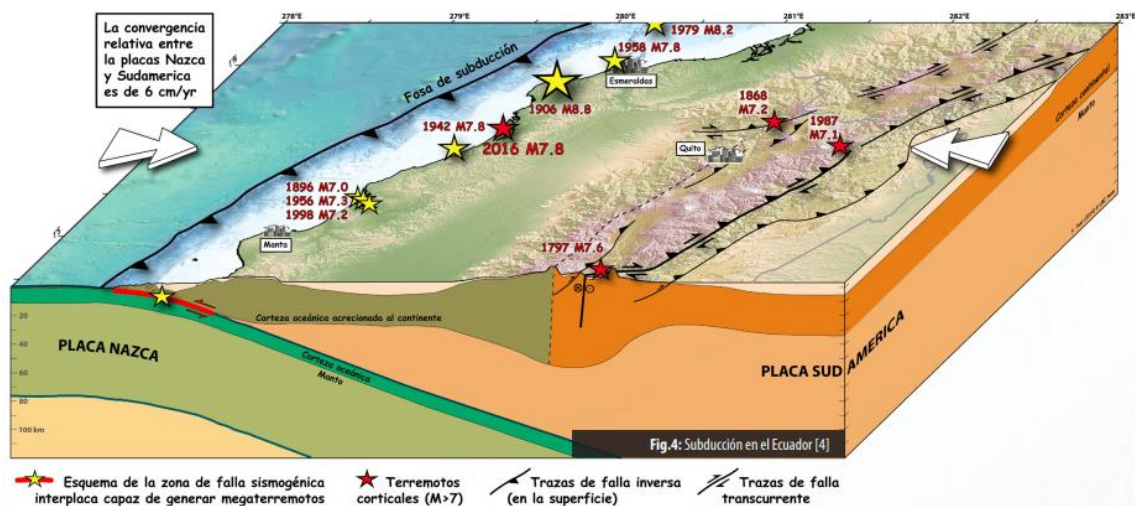 278°E
279°E
280°E
281°E
282°E
283°E
La convergencia
relativa entre
la placas Nazca
y Sudamerica
es de 6 cm/yr
Fosa de subducción
1979 M8.2
1958 M7.8
Esmeraldas
1906 M8.8
1942 M7.8
2016 M7.8
1868
M7.2
1987
M7.1
Quito
1896 M7.0
1956 M7.3
1998 M7.2
Manta
1797 M7.6
Corteza continental
Manto
20
40
60
80
100 km
Corteza oceánica acrecionada al continente
PLACA NAZCA
Corteza oceánica
Manto
PLACA SUD AMERICA
Fig.4: Subducción en el Ecuador [4]
Esquema de la zona de falla sismogénica
interplaca capaz de generar megaterremotos
Terremotos
corticales (M>7)
Trazas de falla inversa
(en la superficie)
Trazas de falla
transcurrente